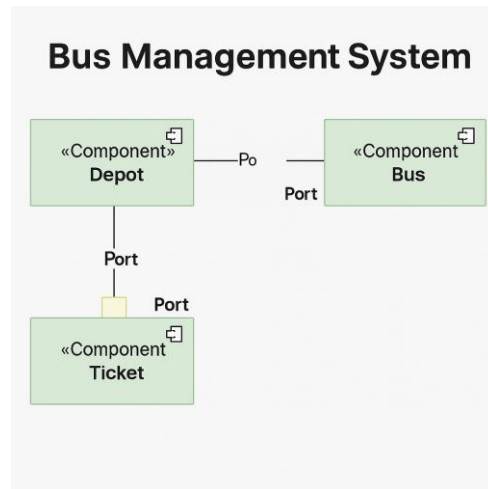 Bus Management System
«Component»
Depot
Po
«Component
Bus
Port
Port
Port
«Component
Ticket